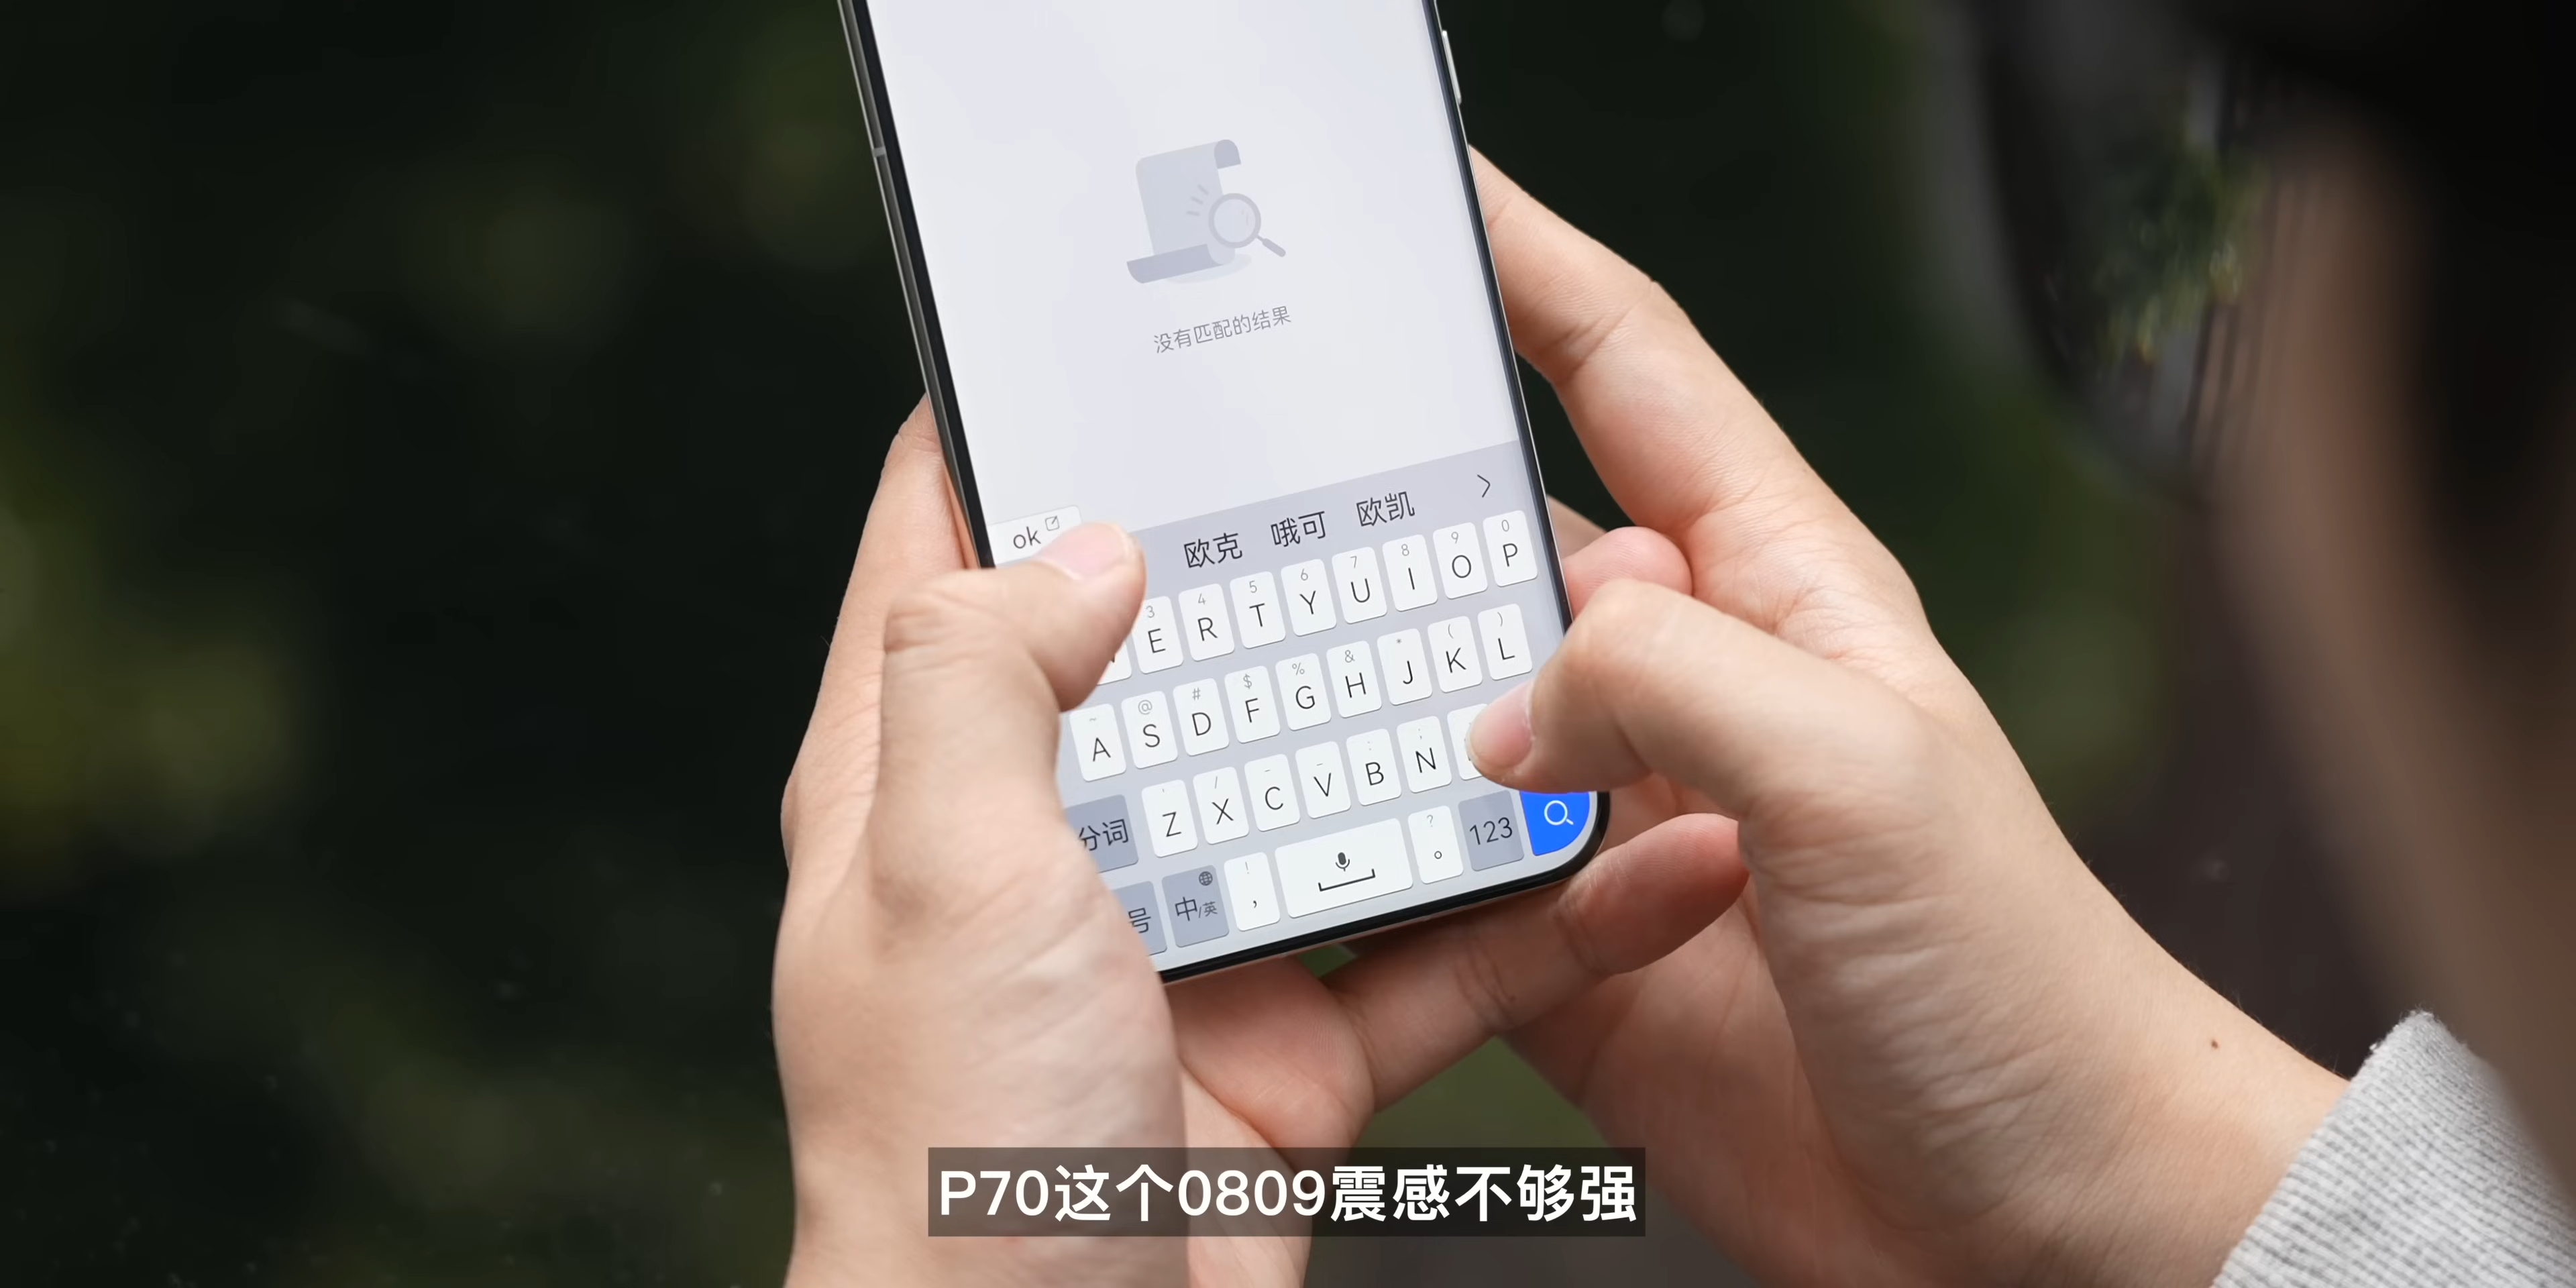 没有匹配的结果
ok
欧克 哦可 欧凯 >
3 4 5 6 7 8 9 0
E R T Y U I O P
~ @ # $ % & * ( )
A S D F G H J K L
分词 Z X C V B N
号 中/英 , 。 ? 123
P70这个0809震感不够强